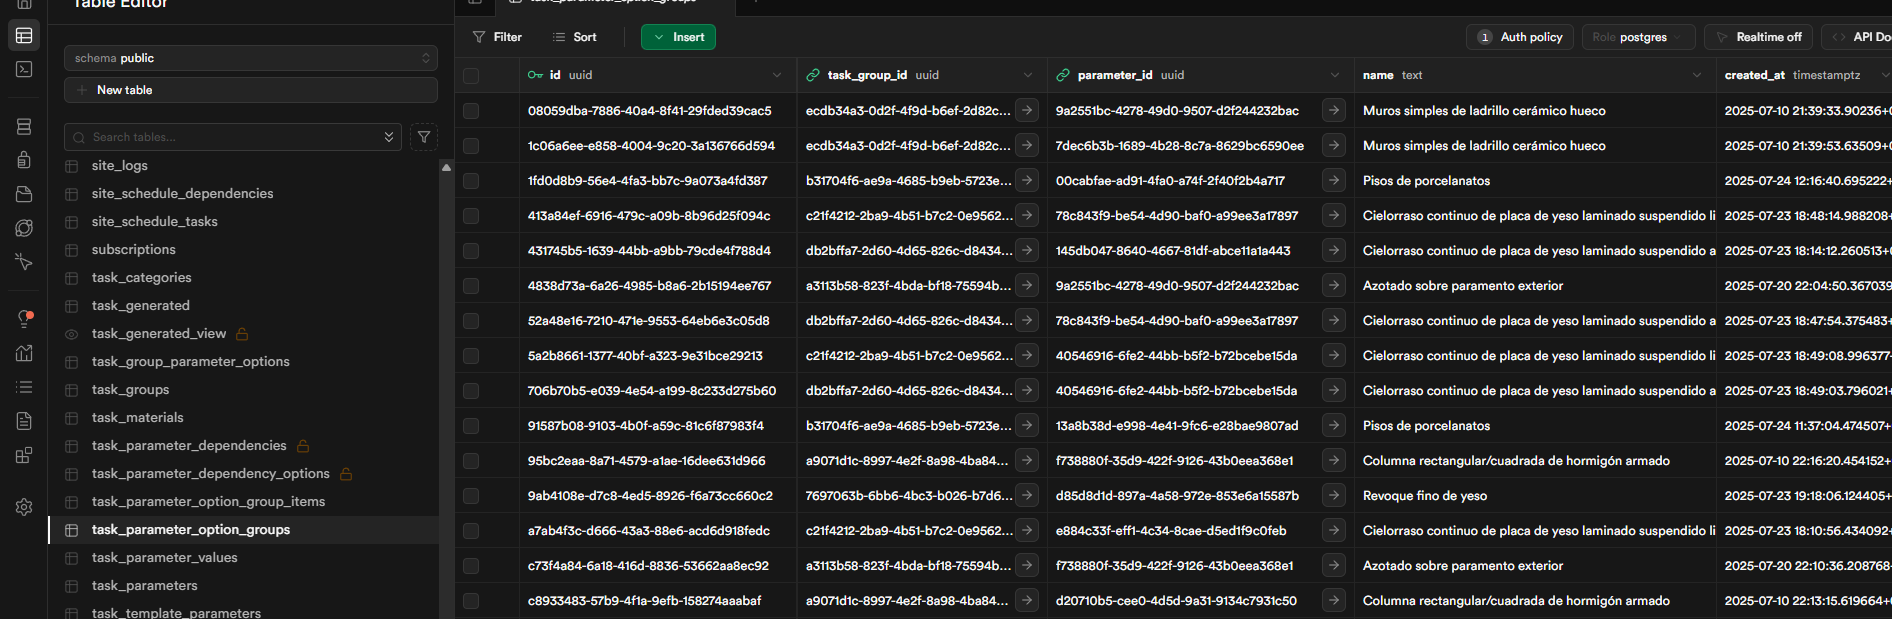 Table Editor
schema public
New table
Search tables...
site_logs
site_schedule_dependencies
site_schedule_tasks
subscriptions
task_categories
task_generated
task_generated_view
task_group_parameter_options
task_groups
task_materials
task_parameter_dependencies
task_parameter_dependency_options
task_parameter_option_group_items
task_parameter_option_groups
task_parameter_values
task_parameters
task_template_parameters
task_parameter_option_groups
Filter Sort Insert 1 Auth policy Role postgres Realtime off API Do
id uuid task_group_id uuid parameter_id uuid name text created_at timestamptz
08059dba-7886-40a4-8f41-29fded39cac5 ecdb34a3-0d2f-4f9d-b6ef-2d82c... 9a2551bc-4278-49d0-9507-d2f244232bac Muros simples de ladrillo cerámico hueco 2025-07-10 21:39:33.90236+
1c06a6ee-e858-4004-9c20-3a136766d594 ecdb34a3-0d2f-4f9d-b6ef-2d82c... 7dec6b3b-1689-4b28-8c7a-8629bc6590ee Muros simples de ladrillo cerámico hueco 2025-07-10 21:39:53.63509+
1fd0d8b9-56e4-4fa3-bb7c-9a073a4fd387 b31704f6-ae9a-4685-b9eb-5723e... 00cabfae-ad91-4fa0-a74f-2f40f2b4a717 Pisos de porcelanatos 2025-07-24 12:16:40.695222+
413a84ef-6916-479c-a09b-8b96d25f094c c21f4212-2ba9-4b51-b7c2-0e9562... 78c843f9-be54-4d90-baf0-a99ee3a17897 Cielorraso continuo de placa de yeso laminado suspendido li 2025-07-23 18:48:14.988208+
431745b5-1639-44bb-a9bb-79cde4f788d4 db2bffa7-2d60-4d65-826c-d8434... 145db047-8640-4667-81df-abce11a1a443 Cielorraso continuo de placa de yeso laminado suspendido a 2025-07-23 18:14:12.260513+
4838d73a-6a26-4985-b8a6-2b15194ee767 a3113b58-823f-4bda-bf18-75594b... 9a2551bc-4278-49d0-9507-d2f244232bac Azotado sobre paramento exterior 2025-07-20 22:04:50.367039
52a48e16-7210-471e-9553-64eb6e3c05d8 db2bffa7-2d60-4d65-826c-d8434... 78c843f9-be54-4d90-baf0-a99ee3a17897 Cielorraso continuo de placa de yeso laminado suspendido a 2025-07-23 18:47:54.375483+
5a2b8661-1377-40bf-a323-9e31bce29213 c21f4212-2ba9-4b51-b7c2-0e9562... 40546916-6fe2-44bb-b5f2-b72bcebe15da Cielorraso continuo de placa de yeso laminado suspendido li 2025-07-23 18:49:08.996377
706b70b5-e039-4e54-a199-8c233d275b60 db2bffa7-2d60-4d65-826c-d8434... 40546916-6fe2-44bb-b5f2-b72bcebe15da Cielorraso continuo de placa de yeso laminado suspendido a 2025-07-23 18:49:03.796021+
91587b08-9103-4b0f-a59c-81c6f87983f4 b31704f6-ae9a-4685-b9eb-5723e... 13a8b38d-e998-4e41-9fc6-e28bae9807ad Pisos de porcelanatos 2025-07-24 11:37:04.474507+
95bc2eaa-8a71-4579-a1ae-16dee631d966 a9071d1c-8997-4e2f-8a98-4ba84... f738880f-35d9-422f-9126-43b0eea368e1 Columna rectangular/cuadrada de hormigón armado 2025-07-10 22:16:20.454152+
9ab4108e-d7c8-4ed5-8926-f6a73cc660c2 7697063b-6bb6-4bc3-b026-b7d6... d85d8d1d-897a-4a58-972e-853e6a15587b Revoque fino de yeso 2025-07-23 19:18:06.124405+
a7ab4f3c-d666-43a3-88e6-acd6d918fedc c21f4212-2ba9-4b51-b7c2-0e9562... e884c33f-eff1-4c34-8cae-d5ed1f9c0feb Cielorraso continuo de placa de yeso laminado suspendido li 2025-07-23 18:10:56.434092+
c73f4a84-6a18-416d-8836-53662aa8ec92 a3113b58-823f-4bda-bf18-75594b... f738880f-35d9-422f-9126-43b0eea368e1 Azotado sobre paramento exterior 2025-07-20 22:10:36.208768
c8933483-57b9-4f1a-9efb-158274aaabaf a9071d1c-8997-4e2f-8a98-4ba84... d20710b5-cee0-4d5d-9a31-9134c7931c50 Columna rectangular/cuadrada de hormigón armado 2025-07-10 22:13:15.619664+